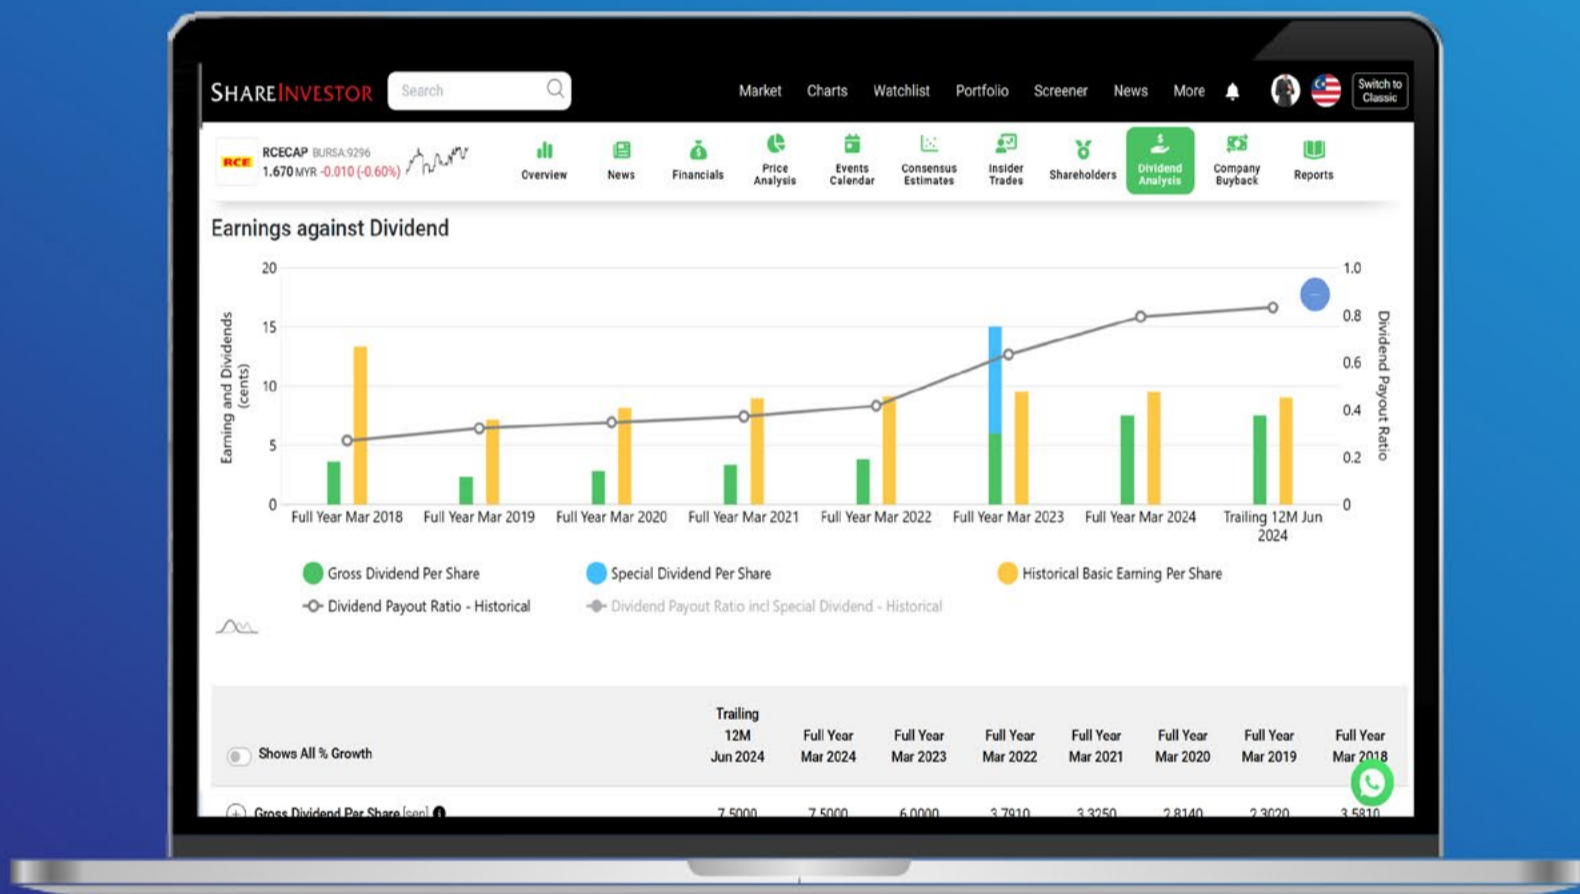 SHAREINVESTOR
Search
Market Charts Watchlist Portfolio Screener News More
Switch to
Classic
RCE
RCECAP BURSA:9296
1.670 MYR -0.010 (-0.60%)
Overview
News
Financials
Price
Analysis
Events
Calendar
Consensus
Estimates
Insider
Trades
Shareholders
Dividend
Analysis
Company
Buyback
Reports
Earnings against Dividend
Earning and Dividends
(cents)
20
15
10
5
0
1.0
0.8
0.6
0.4
0.2
0
Dividend Payout Ratio
Full Year Mar 2018
Full Year Mar 2019
Full Year Mar 2020
Full Year Mar 2021
Full Year Mar 2022
Full Year Mar 2023
Full Year Mar 2024
Trailing 12M Jun
2024
Gross Dividend Per Share
Special Dividend Per Share
Historical Basic Earning Per Share
Dividend Payout Ratio - Historical
Dividend Payout Ratio incl Special Dividend - Historical
Shows All % Growth
Trailing
12M
Jun 2024
Full Year
Mar 2024
Full Year
Mar 2023
Full Year
Mar 2022
Full Year
Mar 2021
Full Year
Mar 2020
Full Year
Mar 2019
Full Year
Mar 2018
Gross Dividend Per Share [sen]
7.5000 7.5000 6.0000 3.7910 3.3250 2.8140 2.3020 3.5810